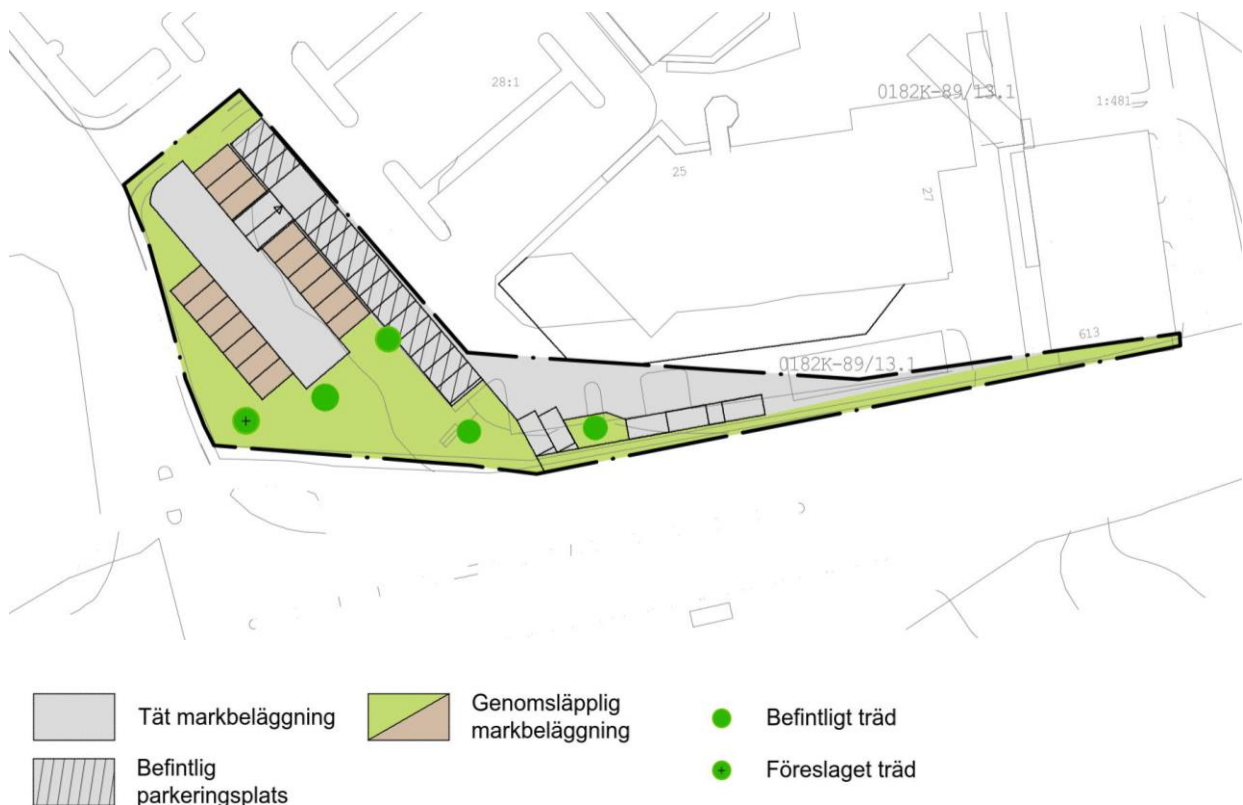 28:1
0182K-89/13.1
1:481
25
27
613
0182K-89/13.1
Tät markbeläggning
Genomsläpplig
markbeläggning
Befintligt träd
Befintlig
parkeringsplats
Föreslaget träd